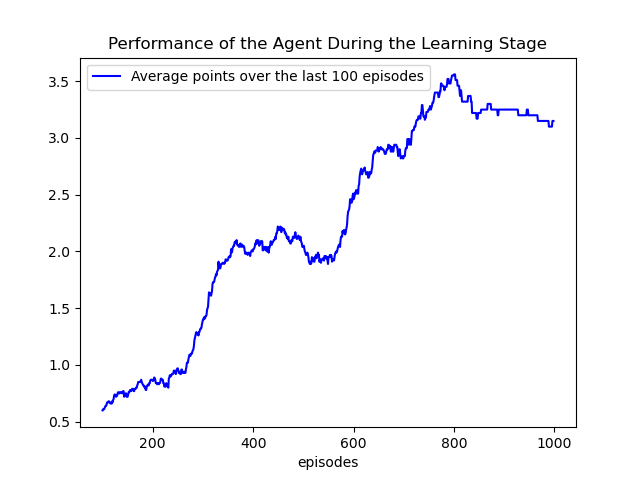 Performance of the Agent During the Learning Stage
Average points over the last 100 episodes
3.5
3.0
2.5
2.0
1.5
1.0
0.5
200 400 600 800 1000
episodes